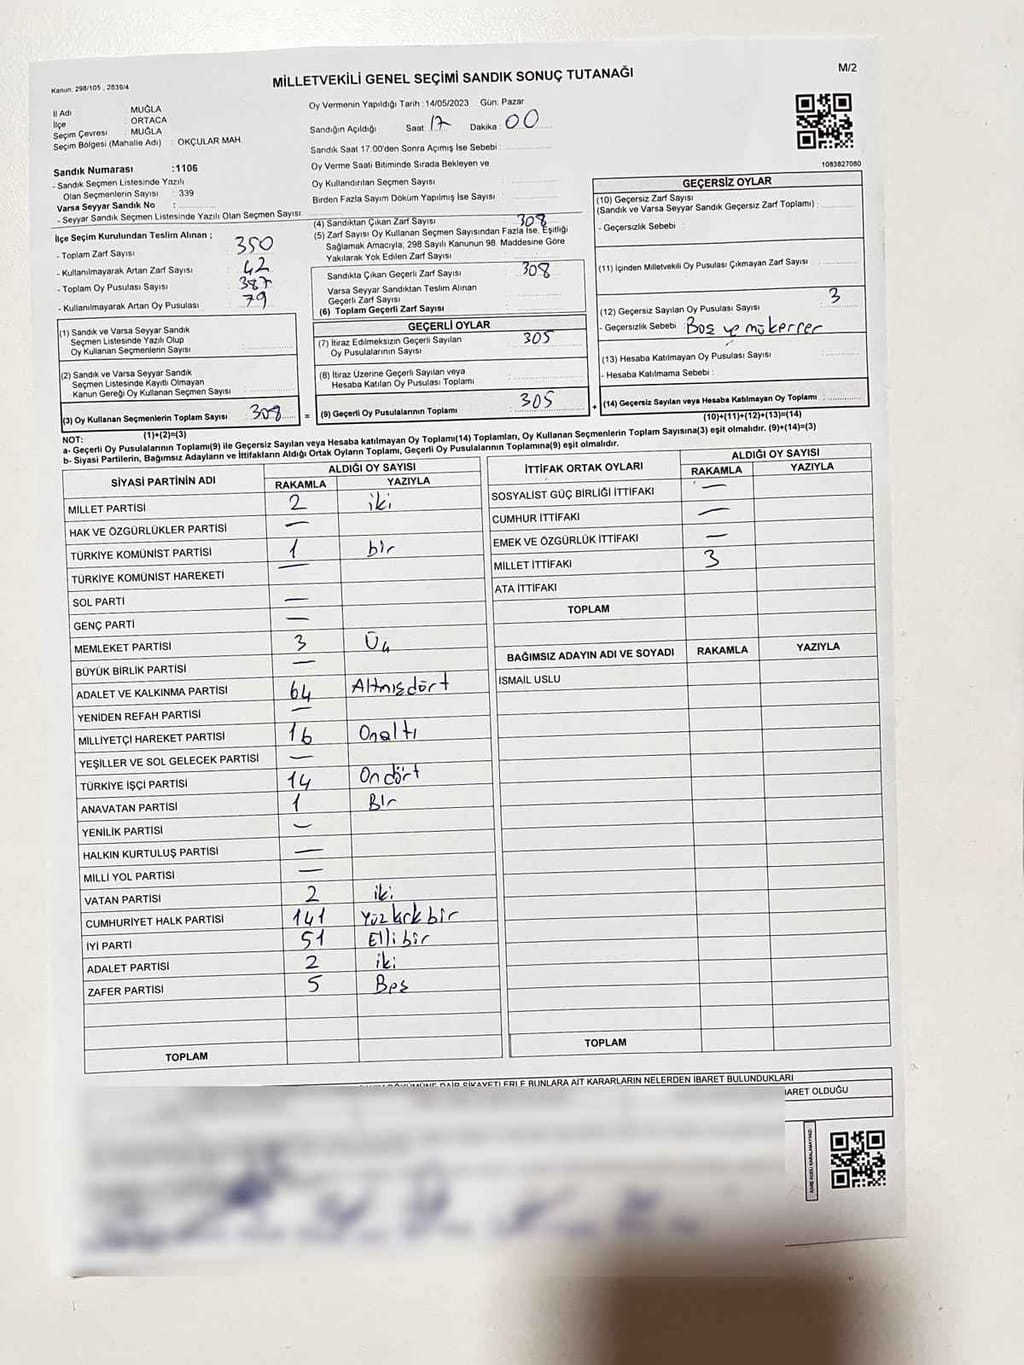 Kanun: 298/105 , 2839/4
MİLLETVEKİLİ GENEL SEÇİMİ SANDIK SONUÇ TUTANAĞI
M/2
İl Adı : MUĞLA
İlçe : ORTACA
Seçim Çevresi : MUĞLA
Seçim Bölgesi (Mahalle Adı) : OKÇULAR MAH.
Sandık Numarası :1106
- Sandık Seçmen Listesinde Yazılı
Olan Seçmenlerin Sayısı : 339
Varsa Seyyar Sandık No :
- Seyyar Sandık Seçmen Listesinde Yazılı Olan Seçmen Sayısı:
Oy Vermenin Yapıldığı Tarih :14/05/2023 Gün: Pazar
Sandığın Açıldığı Saat 17 Dakika : 00
Sandık Saat 17:00'den Sonra Açımış İse Sebebi :
Oy Verme Saati Bitiminde Sırada Bekleyen ve
Oy Kullandırılan Seçmen Sayısı :
Birden Fazla Sayım Döküm Yapılmış İse Sayısı :
1083827080
İlçe Seçim Kurulundan Teslim Alınan ;
- Toplam Zarf Sayısı : 350
- Kullanılmayarak Artan Zarf Sayısı : 42
- Toplam Oy Pusulası Sayısı : 387
- Kullanılmayarak Artan Oy Pusulası : 79
(1) Sandık ve Varsa Seyyar Sandık
Seçmen Listesinde Yazılı Olup
Oy Kullanan Seçmenlerin Sayısı :
(2) Sandık ve Varsa Seyyar Sandık
Seçmen Listesinde Kayıtlı Olmayan
Kanun Gereği Oy Kullanan Seçmen Sayısı :
(3) Oy Kullanan Seçmenlerin Toplam Sayısı : 308 =
(1)+(2)=(3)
(4) Sandıktan Çıkan Zarf Sayısı : 308
(5) Zarf Sayısı Oy Kullanan Seçmen Sayısından Fazla İse, Eşitliği
Sağlamak Amacıyla; 298 Sayılı Kanunun 98. Maddesine Göre
Yakılarak Yok Edilen Zarf Sayısı :
Sandıkta Çıkan Geçerli Zarf Sayısı : 308
Varsa Seyyar Sandıktan Teslim Alınan
Geçerli Zarf Sayısı :
(6) Toplam Geçerli Zarf Sayısı :
GEÇERLİ OYLAR
(7) İtiraz Edilmeksizin Geçerli Sayılan
Oy Pusulalarının Sayısı : 305
(8) İtiraz Üzerine Geçerli Sayılan veya
Hesaba Katılan Oy Pusulası Toplamı :
(9) Geçerli Oy Pusulalarının Toplamı : 305 +
GEÇERSİZ OYLAR
(10) Geçersiz Zarf Sayısı
(Sandık ve Varsa Seyyar Sandık Geçersiz Zarf Toplamı) :
- Geçersizlik Sebebi :
(11) İçinden Milletvekili Oy Pusulası Çıkmayan Zarf Sayısı :
(12) Geçersiz Sayılan Oy Pusulası Sayısı : 3
- Geçersizlik Sebebi : Boş ve mükerrer
(13) Hesaba Katılmayan Oy Pusulası Sayısı :
- Hesaba Katılmama Sebebi :
(14) Geçersiz Sayılan veya Hesaba Katılmayan Oy Toplamı :
(10)+(11)+(12)+(13)=(14)
NOT:
a- Geçerli Oy Pusulalarının Toplamı(9) ile Geçersiz Sayılan veya Hesaba katılmayan Oy Toplamı(14) Toplamları, Oy Kullanan Seçmenlerin Toplam Sayısına(3) eşit olmalıdır. (9)+(14)=(3)
b- Siyasi Partilerin, Bağımsız Adayların ve İttifakların Aldığı Ortak Oyların Toplamı, Geçerli Oy Pusulalarının Toplamına(9) eşit olmalıdır.
SİYASİ PARTİNİN ADI ALDIĞI OY SAYISI
RAKAMLA YAZIYLA
MİLLET PARTİSİ 2 iki
HAK VE ÖZGÜRLÜKLER PARTİSİ —
TÜRKİYE KOMÜNİST PARTİSİ 1 bir
TÜRKİYE KOMÜNİST HAREKETİ —
SOL PARTİ —
GENÇ PARTİ —
MEMLEKET PARTİSİ 3 Üç
BÜYÜK BİRLİK PARTİSİ —
ADALET VE KALKINMA PARTİSİ 64 Altmışdört
YENİDEN REFAH PARTİSİ —
MİLLİYETÇİ HAREKET PARTİSİ 16 Onaltı
YEŞİLLER VE SOL GELECEK PARTİSİ —
TÜRKİYE İŞÇİ PARTİSİ 14 Ondört
ANAVATAN PARTİSİ 1 Bir
YENİLİK PARTİSİ —
HALKIN KURTULUŞ PARTİSİ —
MİLLİ YOL PARTİSİ —
VATAN PARTİSİ 2 iki
CUMHURİYET HALK PARTİSİ 141 Yüzkırkbir
İYİ PARTİ 51 Ellibir
ADALET PARTİSİ 2 iki
ZAFER PARTİSİ 5 Beş
TOPLAM
İTTİFAK ORTAK OYLARI ALDIĞI OY SAYISI
RAKAMLA YAZIYLA
SOSYALİST GÜÇ BİRLİĞİ İTTİFAKI —
CUMHUR İTTİFAKI —
EMEK VE ÖZGÜRLÜK İTTİFAKI —
MİLLET İTTİFAKI 3
ATA İTTİFAKI
TOPLAM
BAĞIMSIZ ADAYIN ADI VE SOYADI RAKAMLA YAZIYLA
İSMAİL USLU
TOPLAM
DAİR ŞİKAYETLERLE BUNLARA AİT KARARLARIN NELERDEN İBARET BULUNDUKLARI
OLDUĞU